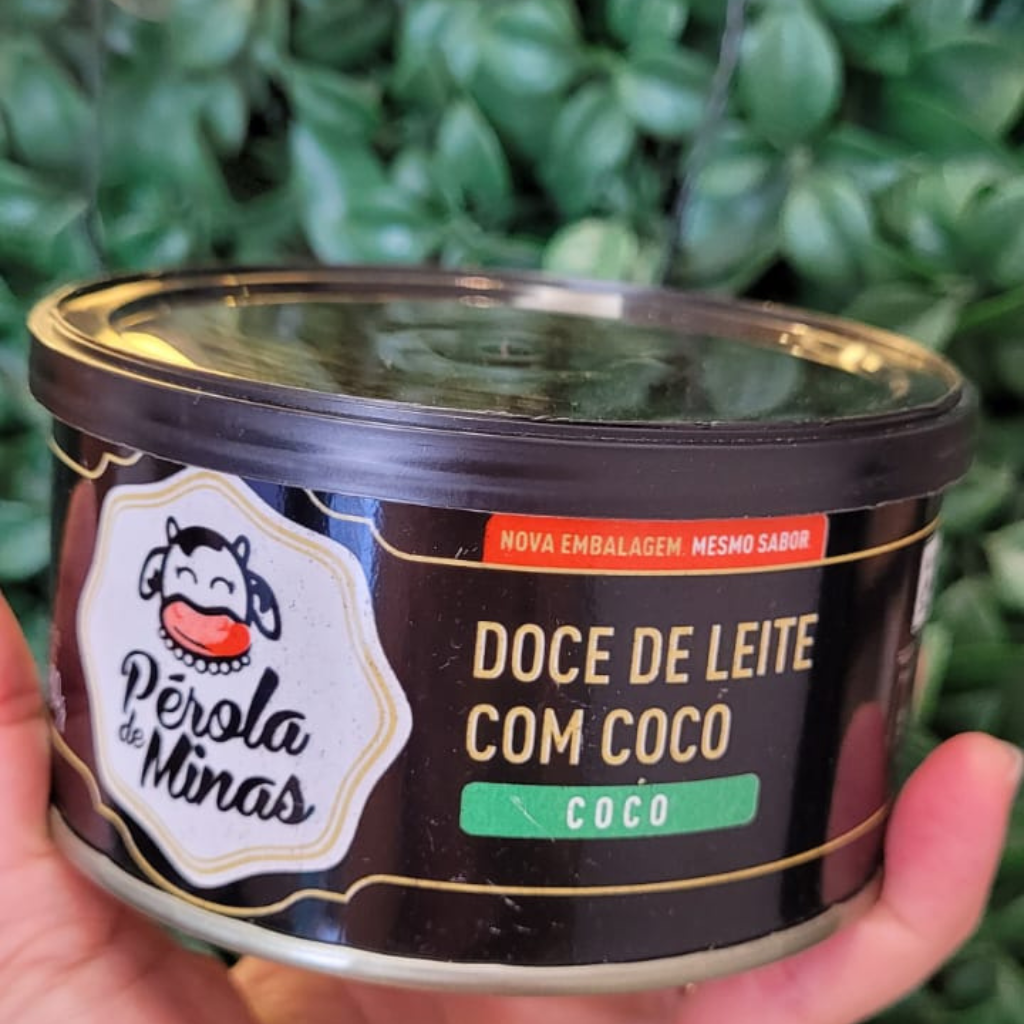 Pérola
de
Minas
NOVA EMBALAGEM. MESMO SABOR
DOCE DE LEITE
COM COCO
COCO